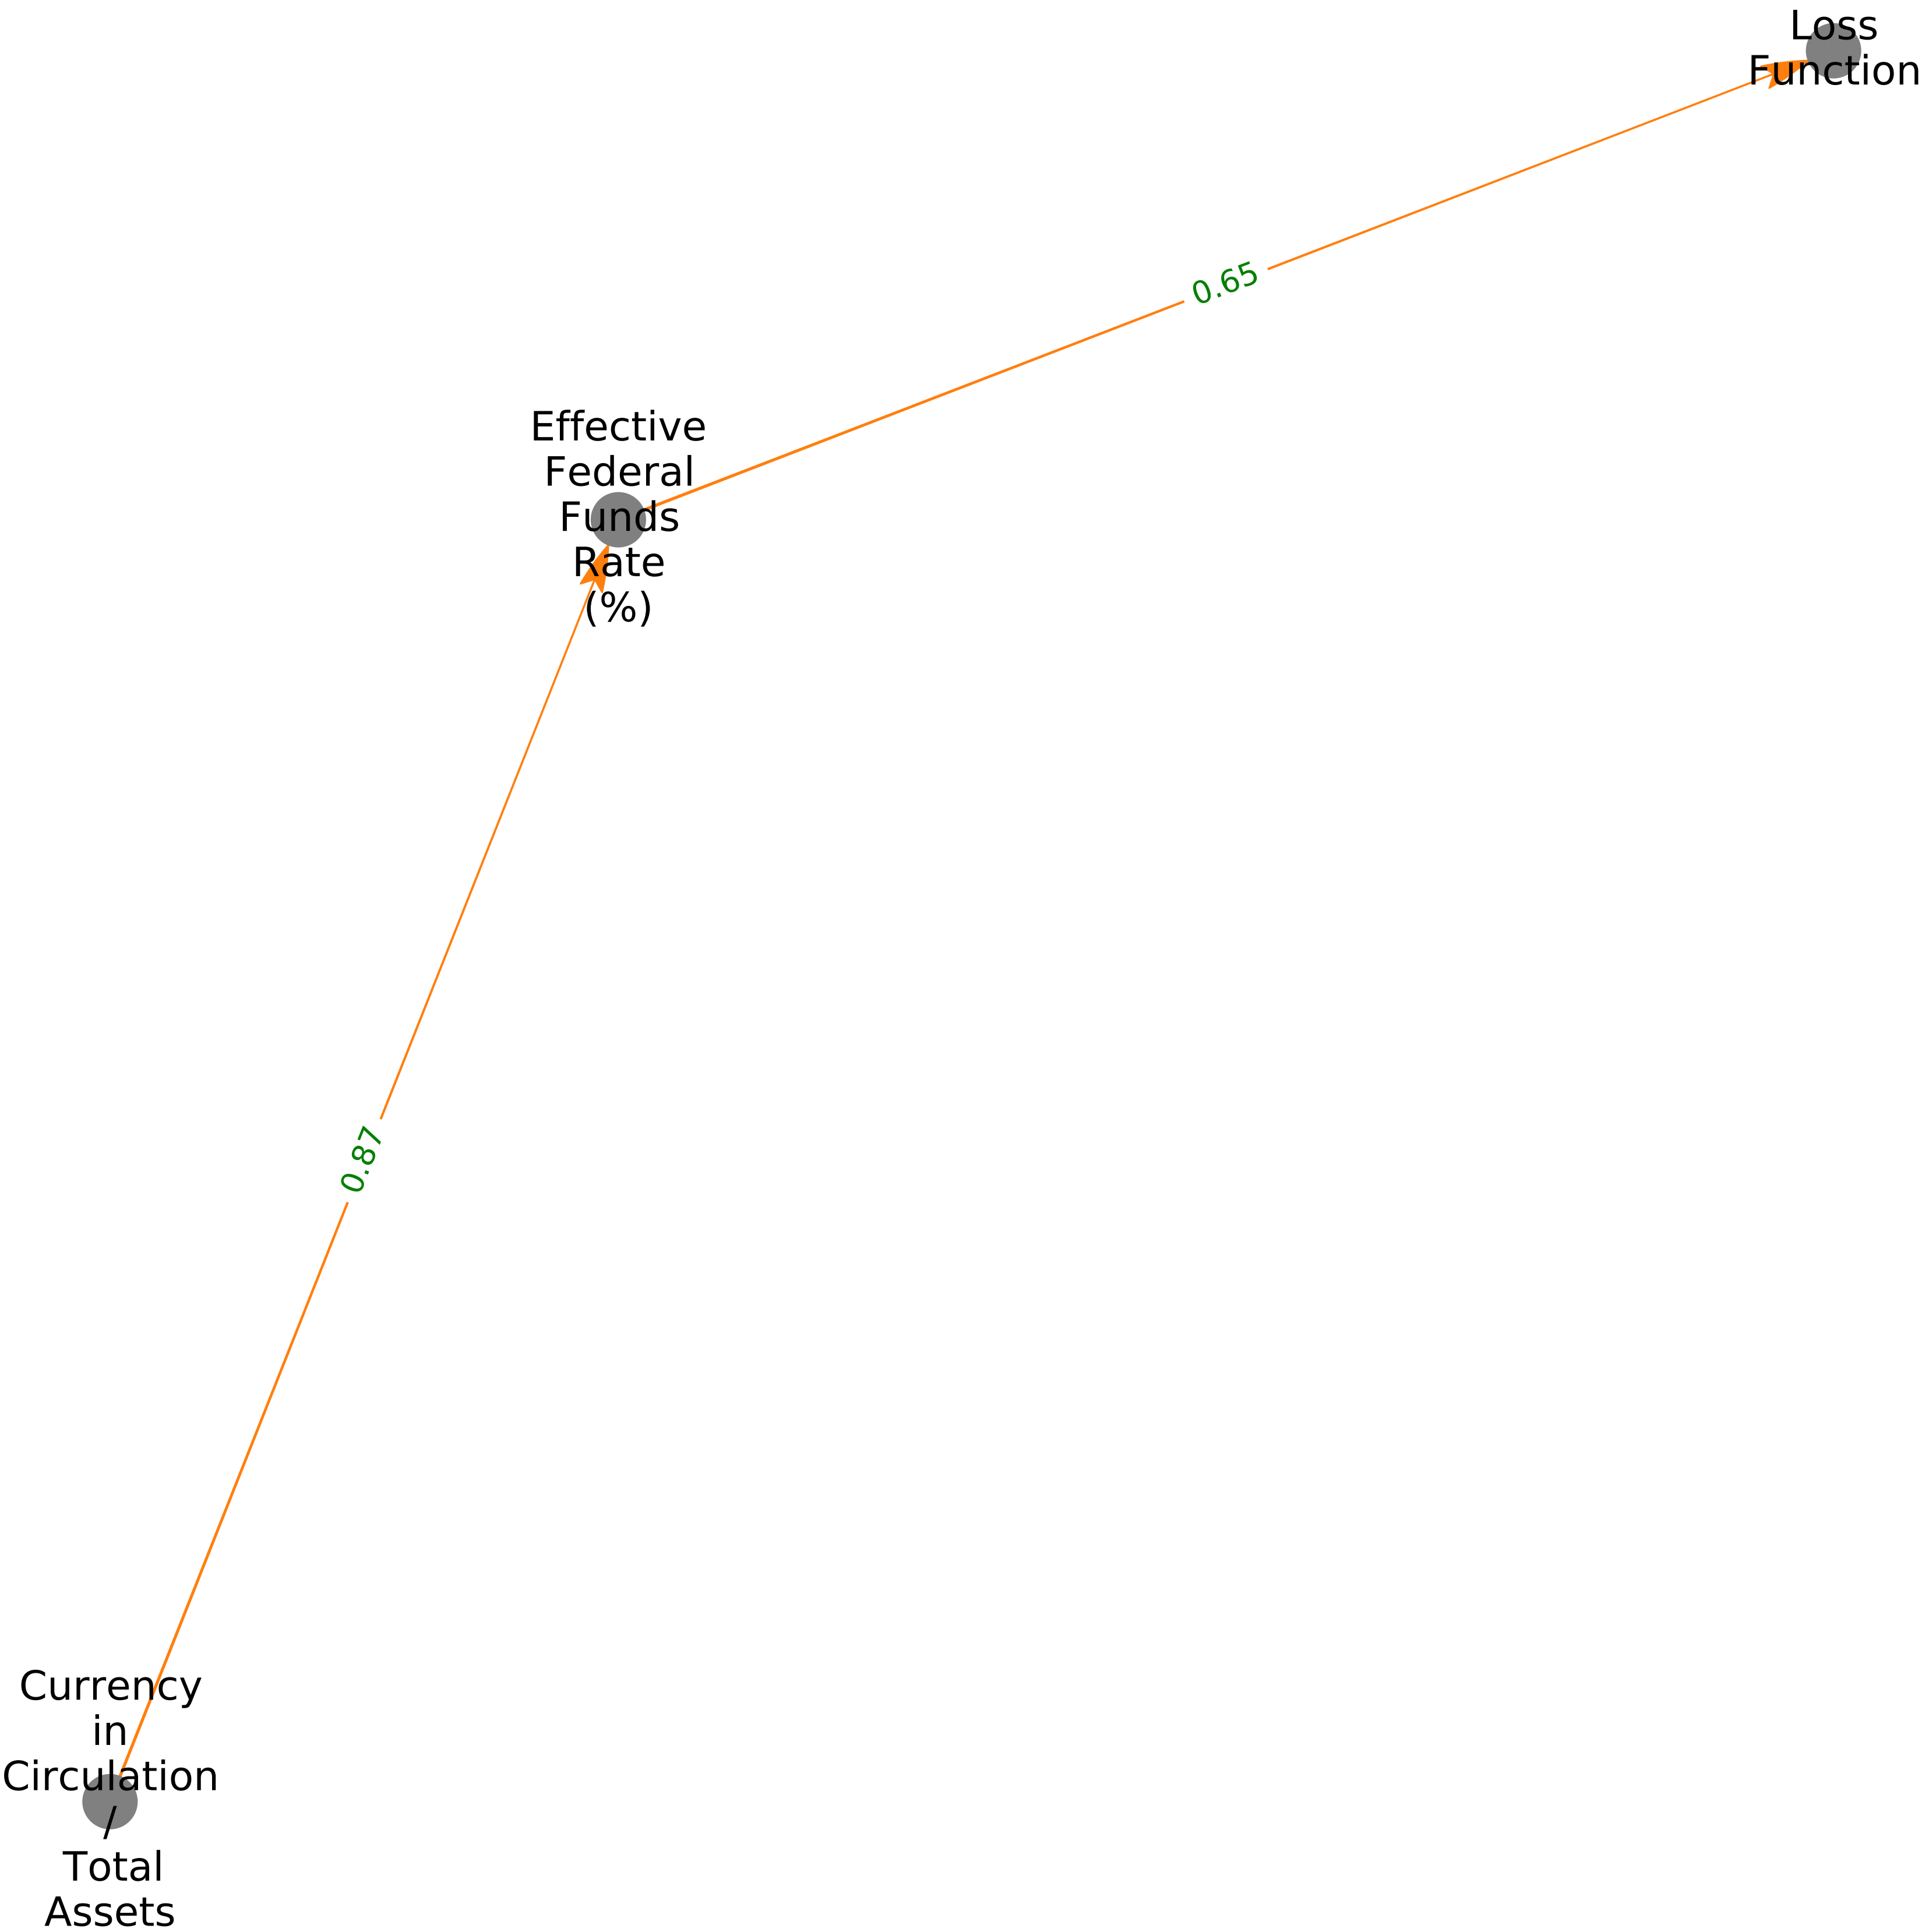 Loss
Function
0.65
Effective
Federal
Funds
Rate
(%)
0.87
Currency
in
Circulation
/
Total
Assets